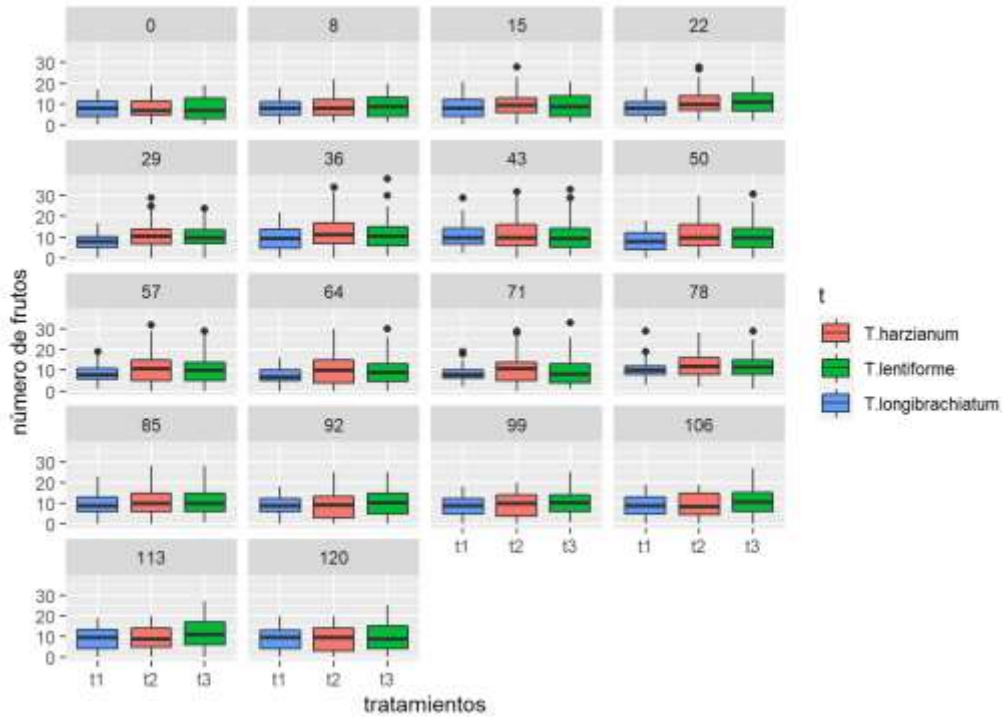 0 8 15 22
30
20
10
0
29 36 43 50
30
20
10
0
57 64 71 78
30
20
10
0
85 92 99 106
30
20
10
0
t1 t2 t3 t1 t2 t3
113 120
30
20
10
0
t1 t2 t3 t1 t2 t3
número de frutos
tratamientos
t
T.harzianum
T.lentiforme
T.longibrachiatum